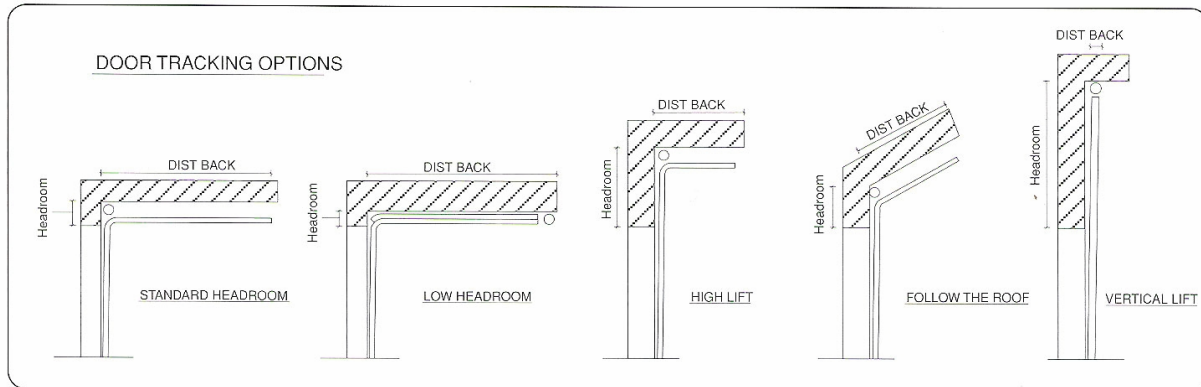 DOOR TRACKING OPTIONS
DIST BACK
Headroom
STANDARD HEADROOM
DIST BACK
Headroom
LOW HEADROOM
DIST BACK
Headroom
HIGH LIFT
DIST BACK
Headroom
FOLLOW THE ROOF
DIST BACK
Headroom
VERTICAL LIFT